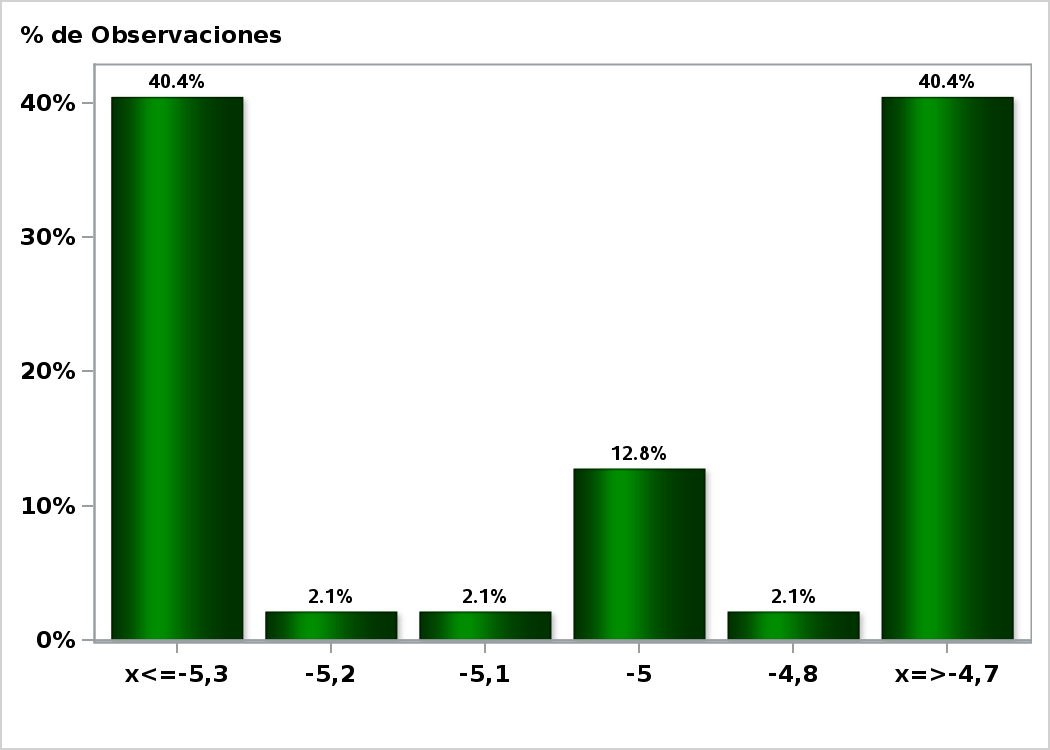 % de Observaciones
40.4% 40.4%
40%
30%
20%
12.8%
10%
2.1% 2.1% 2.1%
0%
x<=-5,3 -5,2 -5,1 -5 -4,8 x=>-4,7